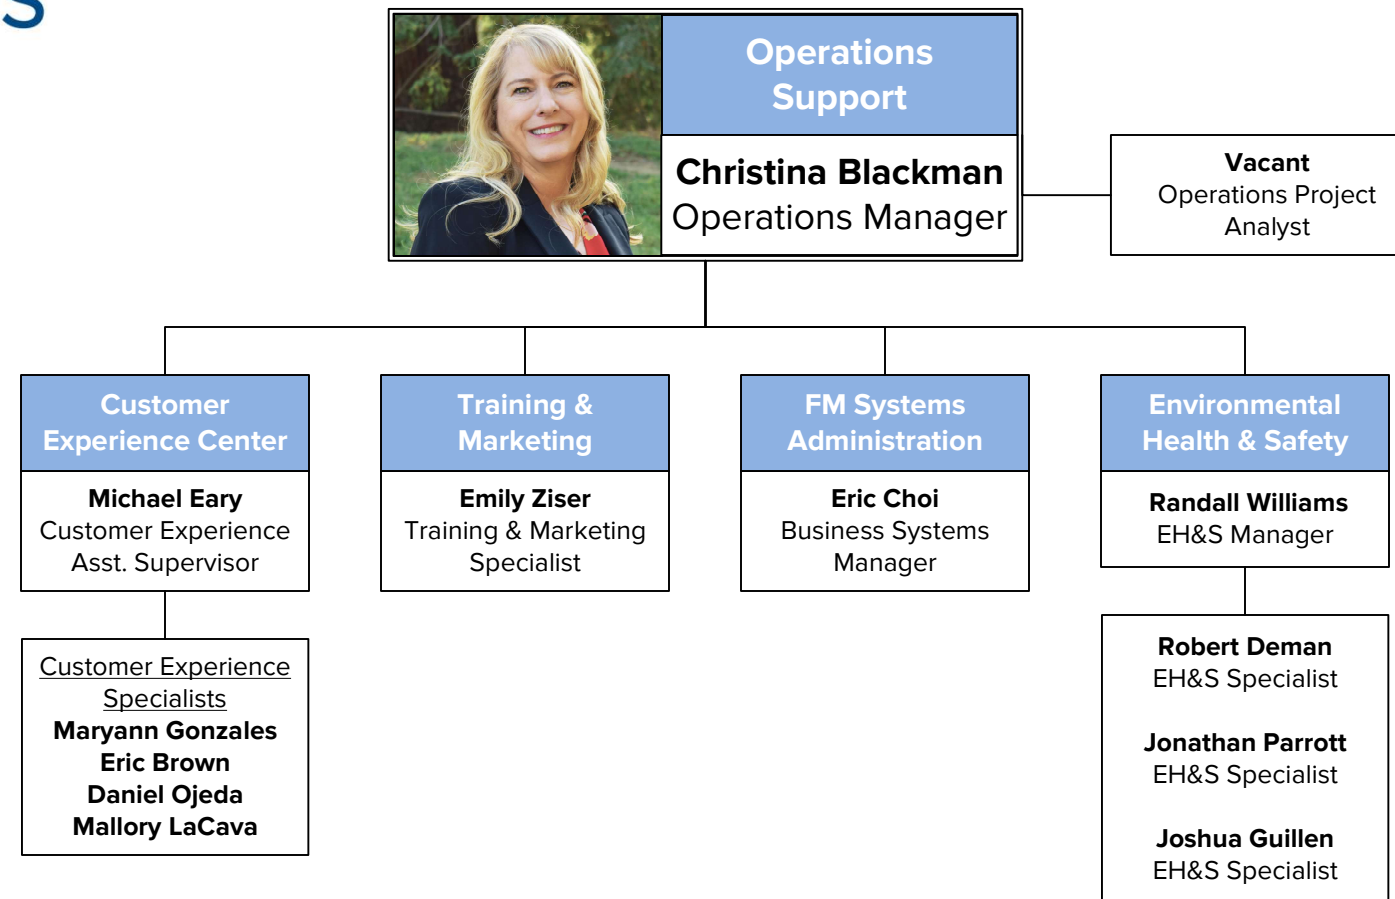 s
Operations
Support
Christina Blackman
Operations Manager
Vacant
Operations Project
Analyst
Customer
Experience Center
Michael Eary
Customer Experience
Asst. Supervisor
Training &
Marketing
Emily Ziser
Training & Marketing
Specialist
FM Systems
Administration
Eric Choi
Business Systems
Manager
Environmental
Health & Safety
Randall Williams
EH&S Manager
Customer Experience
Specialists
Maryann Gonzales
Eric Brown
Daniel Ojeda
Mallory LaCava
Robert Deman
EH&S Specialist
Jonathan Parrott
EH&S Specialist
Joshua Guillen
EH&S Specialist